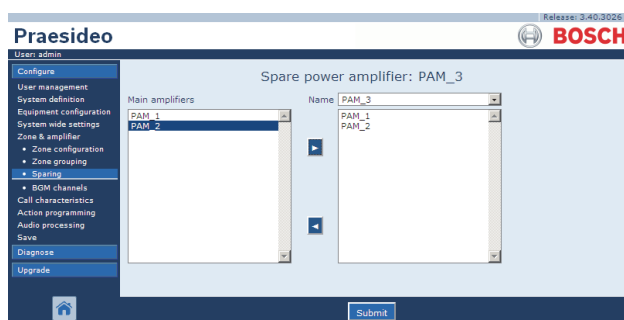 Release: 3.40.3026
Praesideo
BOSCH
User: admin
Configure
User management
System definition
Equipment configuration
System wide settings
Zone & amplifier
• Zone configuration
• Zone grouping
• Sparing
• BGM channels
Call characteristics
Action programming
Audio processing
Save
Diagnose
Upgrade
Spare power amplifier: PAM_3
Main amplifiers
PAM_1
PAM_2
Name PAM_3
PAM_1
PAM_2
Submit